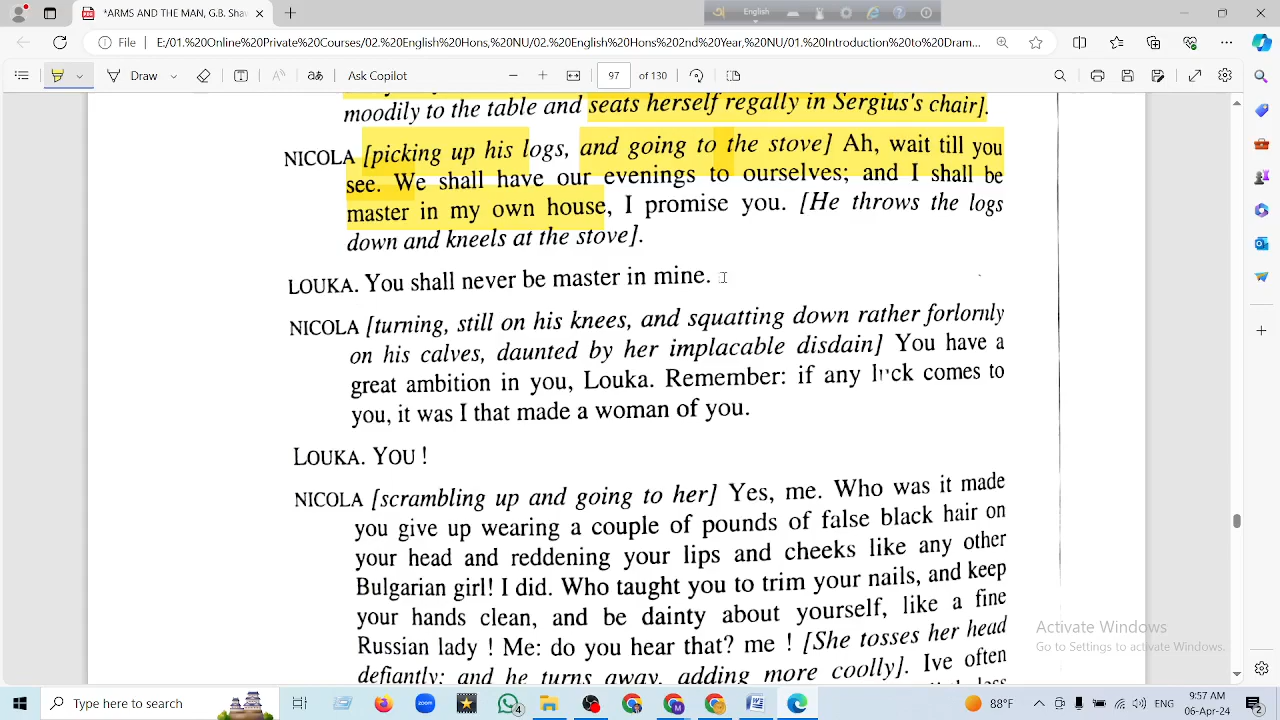 *ARMS AND THE MAN, G.B. S
English
File
E:/01.%20Online%20Private%20Courses/English%20Hons,%20NU/02.%20Honours%202nd%20Year,%20NU/01.%20Introduction%20to%20Dram...
Draw
Ask Copilot
97 of 130
moodily to the table and seats herself regally in Sergius's chair].
NICOLA [picking up his logs, and going to the stove] Ah, wait till you
see. We shall have our evenings to ourselves; and I shall be
master in my own house, I promise you. [He throws the logs
down and kneels at the stove].
LOUKA. You shall never be master in mine.
NICOLA [turning, still on his knees, and squatting down rather forlornly
on his calves, daunted by her implacable disdain] You have a
great ambition in you, Louka. Remember: if any luck comes to
you, it was I that made a woman of you.
LOUKA. YOU !
NICOLA [scrambling up and going to her] Yes, me. Who was it made
you give up wearing a couple of pounds of false black hair on
your head and reddening your lips and cheeks like any other
Bulgarian girl! I did. Who taught you to trim your nails, and keep
your hands clean, and be dainty about yourself, like a fine
Russian lady ! Me: do you hear that? me ! [She tosses her head
defiantly; and he turns away, adding more coolly]. Ive often
Activate Windows
Go to Settings to activate Windows.
Type here to search
zoom
4
88°F
ENG
9:57 AM
06-Apr-24
2